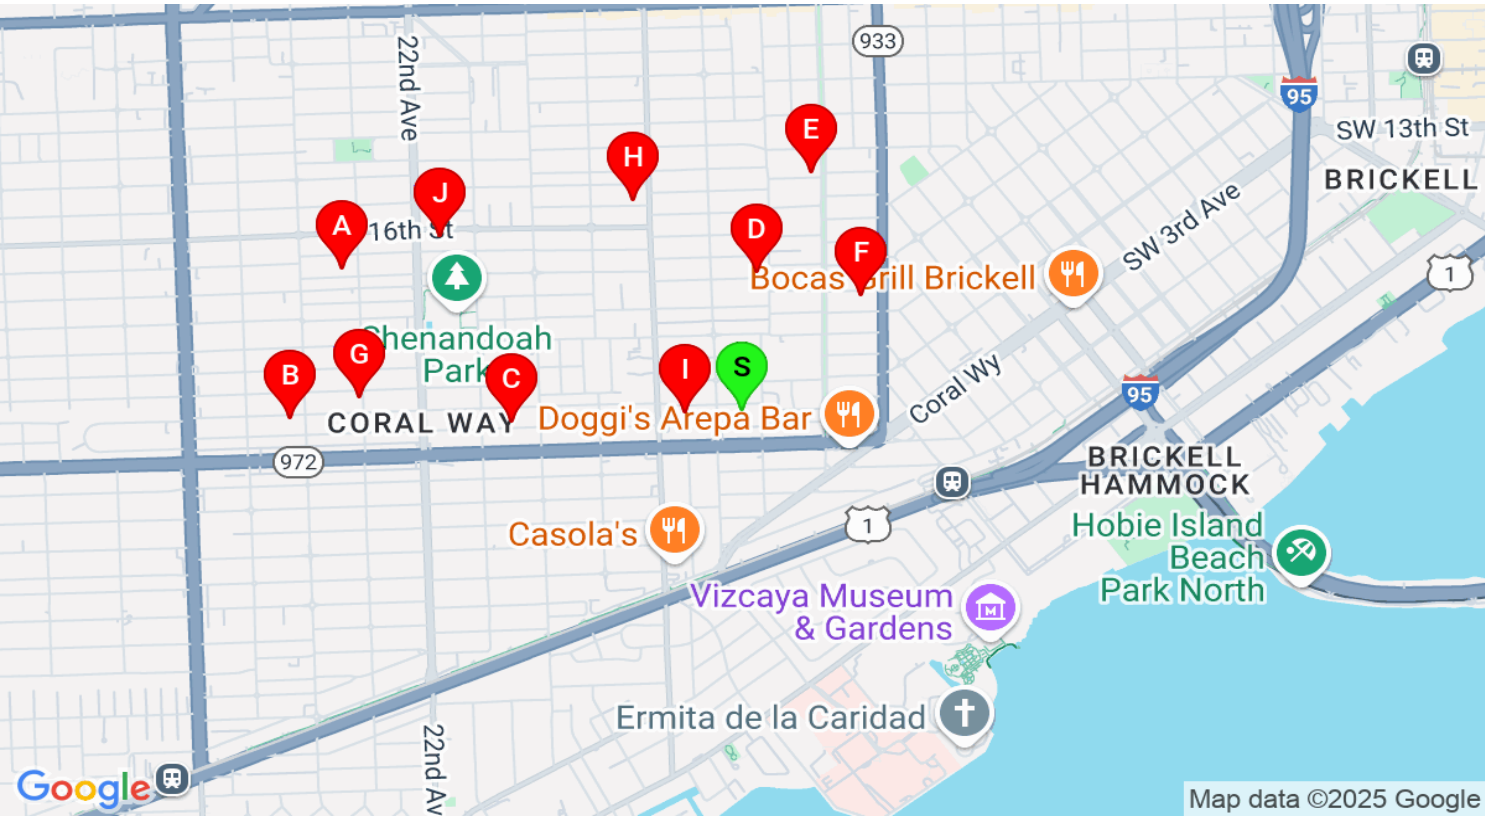 933
22nd Ave
95
SW 13th St
BRICKELL
E
H
J
A
16th St
D
F
SW 3rd Ave
Bocas Grill Brickell
1
Shenandoah
Park
G
B
C
I
S
Coral Wy
95
CORAL WAY
Doggi's Arepa Bar
972
BRICKELL
HAMMOCK
Casola's
1
Hobie Island
Beach
Park North
Vizcaya Museum
& Gardens
M
Ermita de la Caridad
22nd Av
Google
Map data ©2025 Google